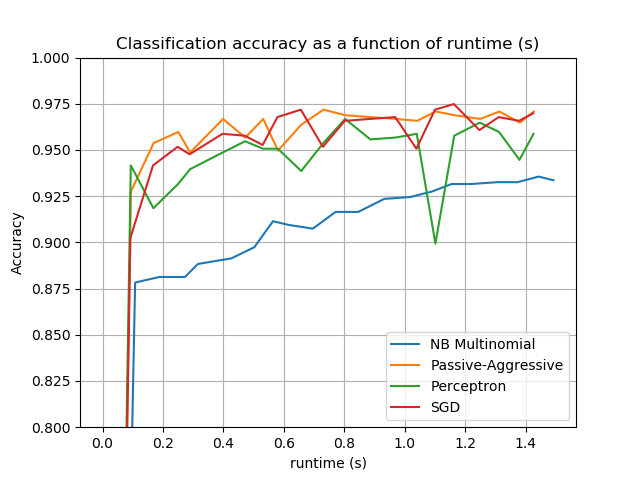 Classification accuracy as a function of runtime (s)
1.000
0.975
0.950
0.925
0.900
0.875
0.850
0.825
0.800
Accuracy
NB Multinomial
Passive-Aggressive
Perceptron
SGD
0.0 0.2 0.4 0.6 0.8 1.0 1.2 1.4
runtime (s)